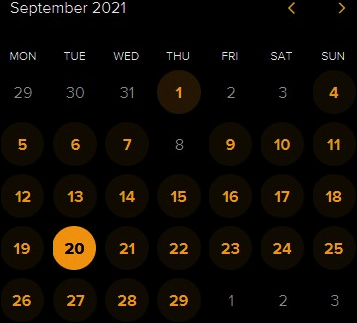 September 2021
MON TUE WED THU FRI SAT SUN
29 30 31 1 2 3 4
5 6 7 8 9 10 11
12 13 14 15 16 17 18
19 20 21 22 23 24 25
26 27 28 29 1 2 3